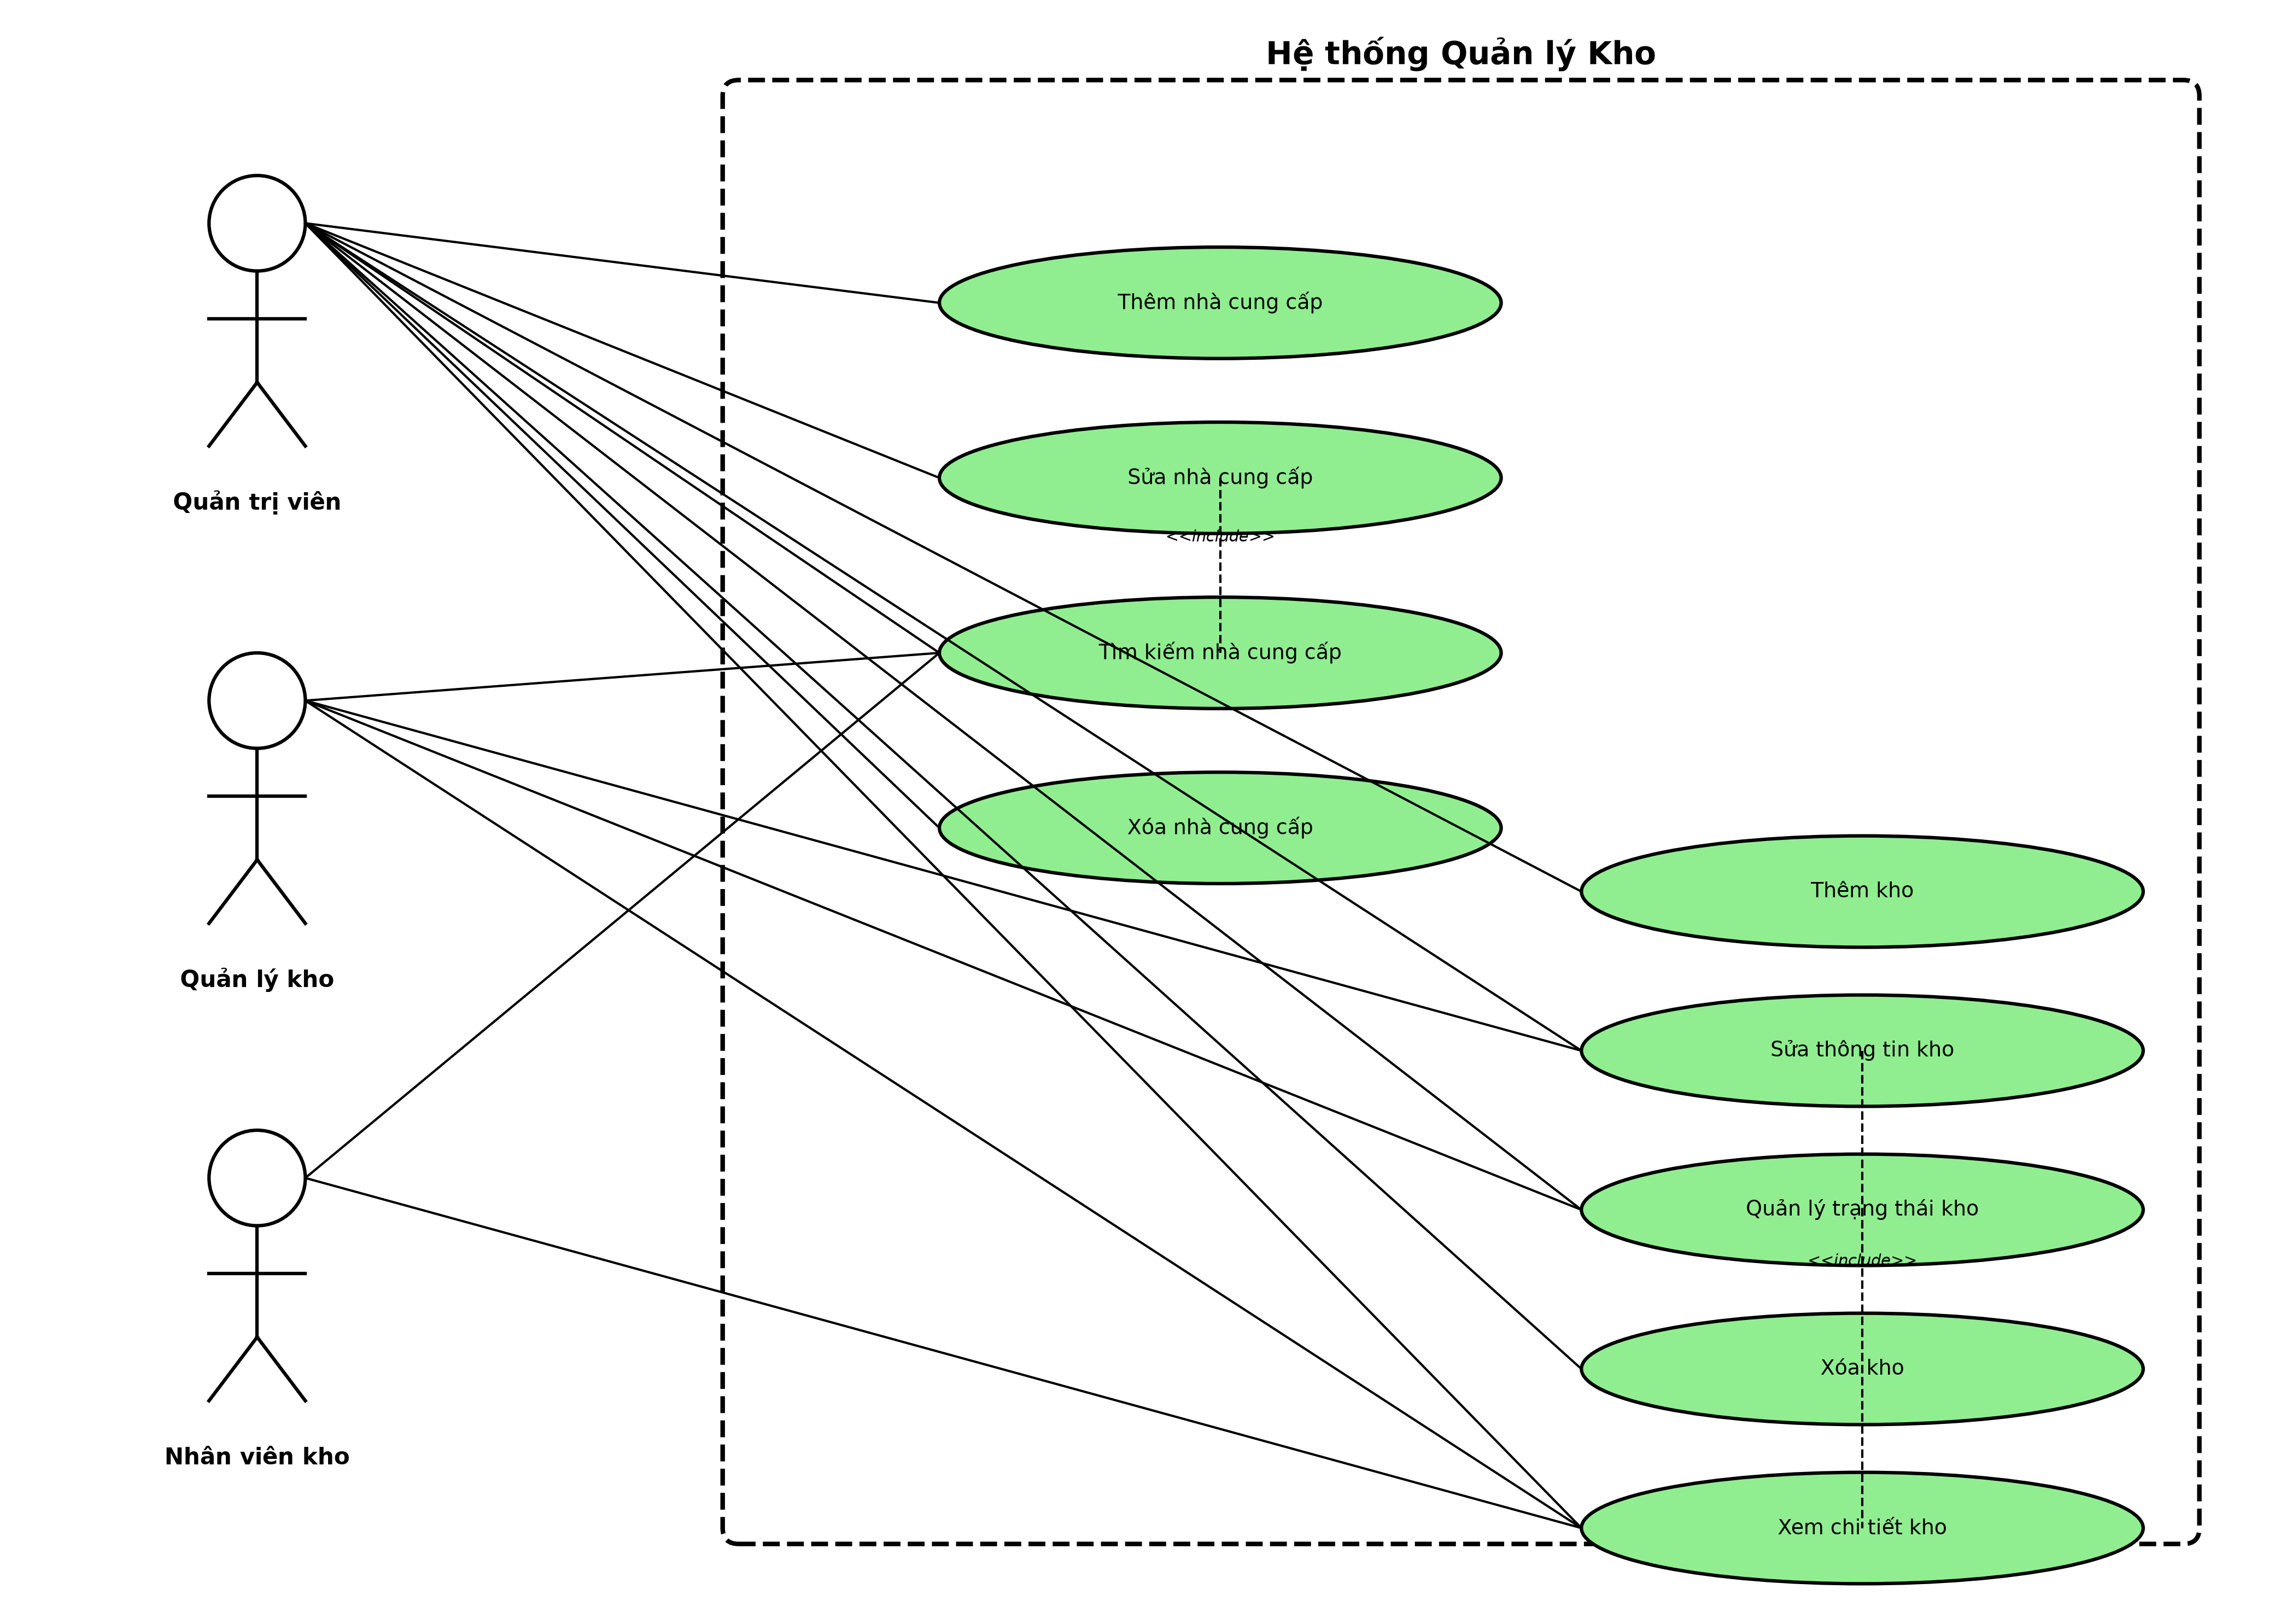 Hệ thống Quản lý Kho
Quản trị viên
Quản lý kho
Nhân viên kho
Thêm nhà cung cấp
Sửa nhà cung cấp
<<include>>
Tìm kiếm nhà cung cấp
Xóa nhà cung cấp
Thêm kho
Sửa thông tin kho
Quản lý trạng thái kho
<<include>>
Xóa kho
Xem chi tiết kho